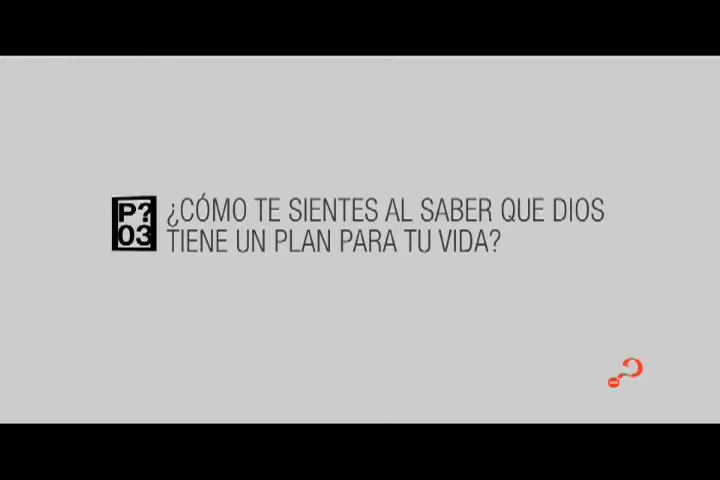 P?
03
¿CÓMO TE SIENTES AL SABER QUE DIOS
TIENE UN PLAN PARA TU VIDA?